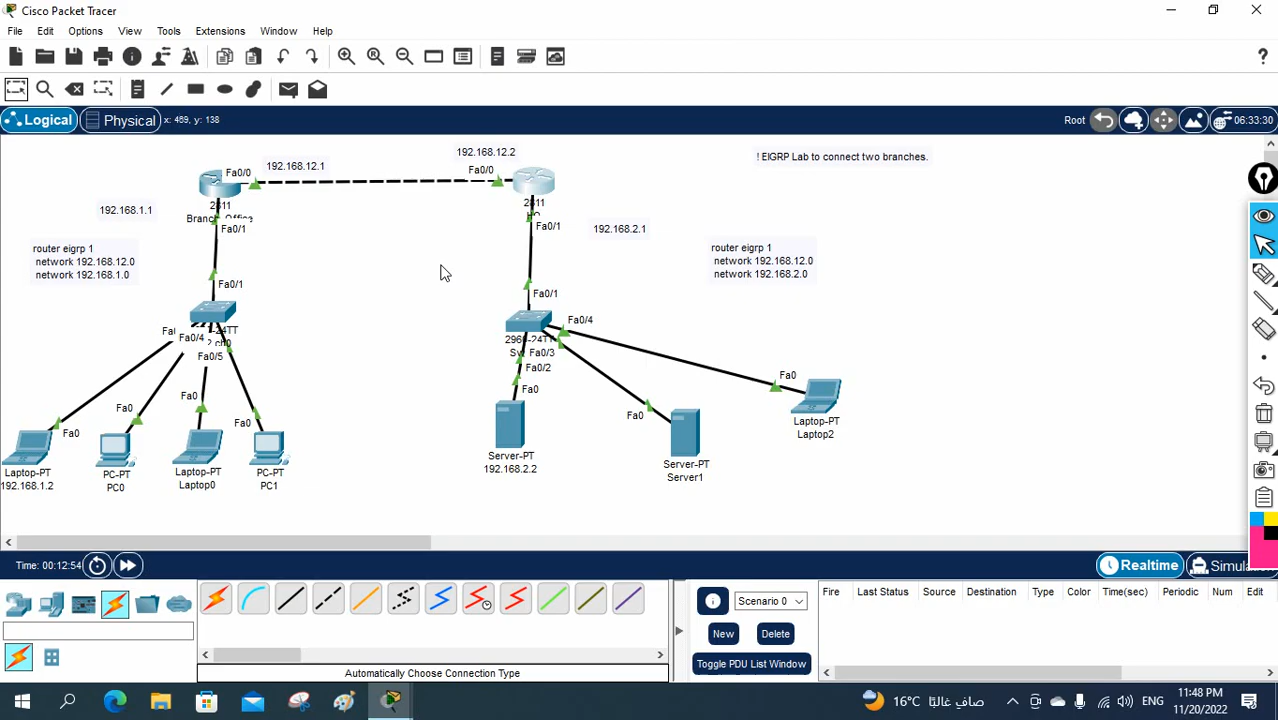 Cisco Packet Tracer
File Edit Options View Tools Extensions Window Help
Logical Physical x: 489, y: 138 Root 06:33:30
192.168.12.1
192.168.12.2
! EIGRP Lab to connect two branches.
Fa0/0
Fa0/0
2811
2811
192.168.1.1
Fa0/1
Fa0/1
192.168.2.1
router eigrp 1
network 192.168.12.0
network 192.168.1.0
router eigrp 1
network 192.168.12.0
network 192.168.2.0
Fa0/1
Fa0/1
Fa0/4
Fa0/4
Fa0/5
Fa0/3
Fa0/2
Fa0
Fa0
Fa0
Fa0
Fa0
Fa0
Fa0
Laptop-PT
192.168.1.2
PC-PT
PC0
Laptop-PT
Laptop0
PC-PT
PC1
Server-PT
192.168.2.2
Server-PT
Server1
Laptop-PT
Laptop2
Time: 00:12:54 Realtime
Scenario 0
New Delete
Toggle PDU List Window
Fire Last Status Source Destination Type Color Time(sec) Periodic Num Edit
Automatically Choose Connection Type
16°C صافٍ غالبًا ENG
11:48 PM
11/20/2022